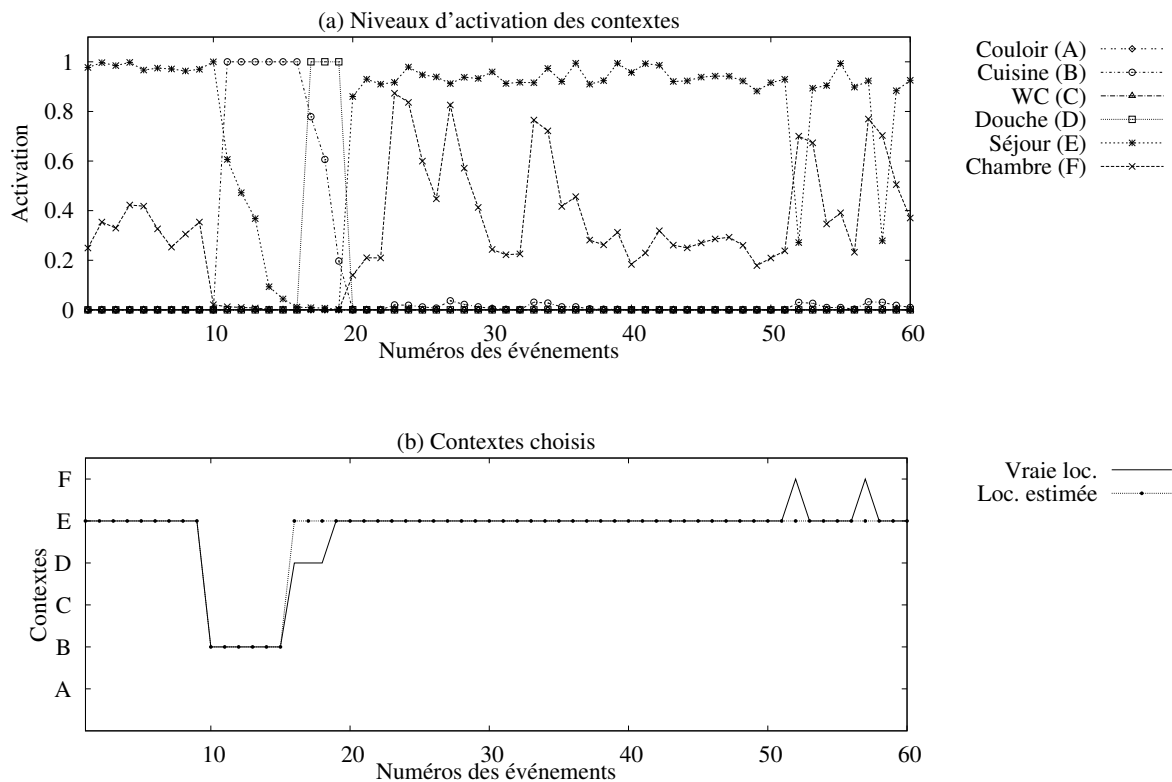 (a) Niveaux d'activation des contextes
1
0.8
0.6
0.4
0.2
0
Activation
10
20
30
40
50
60
Numéros des événements
Couloir (A)
Cuisine (B)
WC (C)
Douche (D)
Séjour (E)
Chambre (F)
(b) Contextes choisis
F
E
D
C
B
A
Contextes
10
20
30
40
50
60
Numéros des événements
Vraie loc.
Loc. estimée